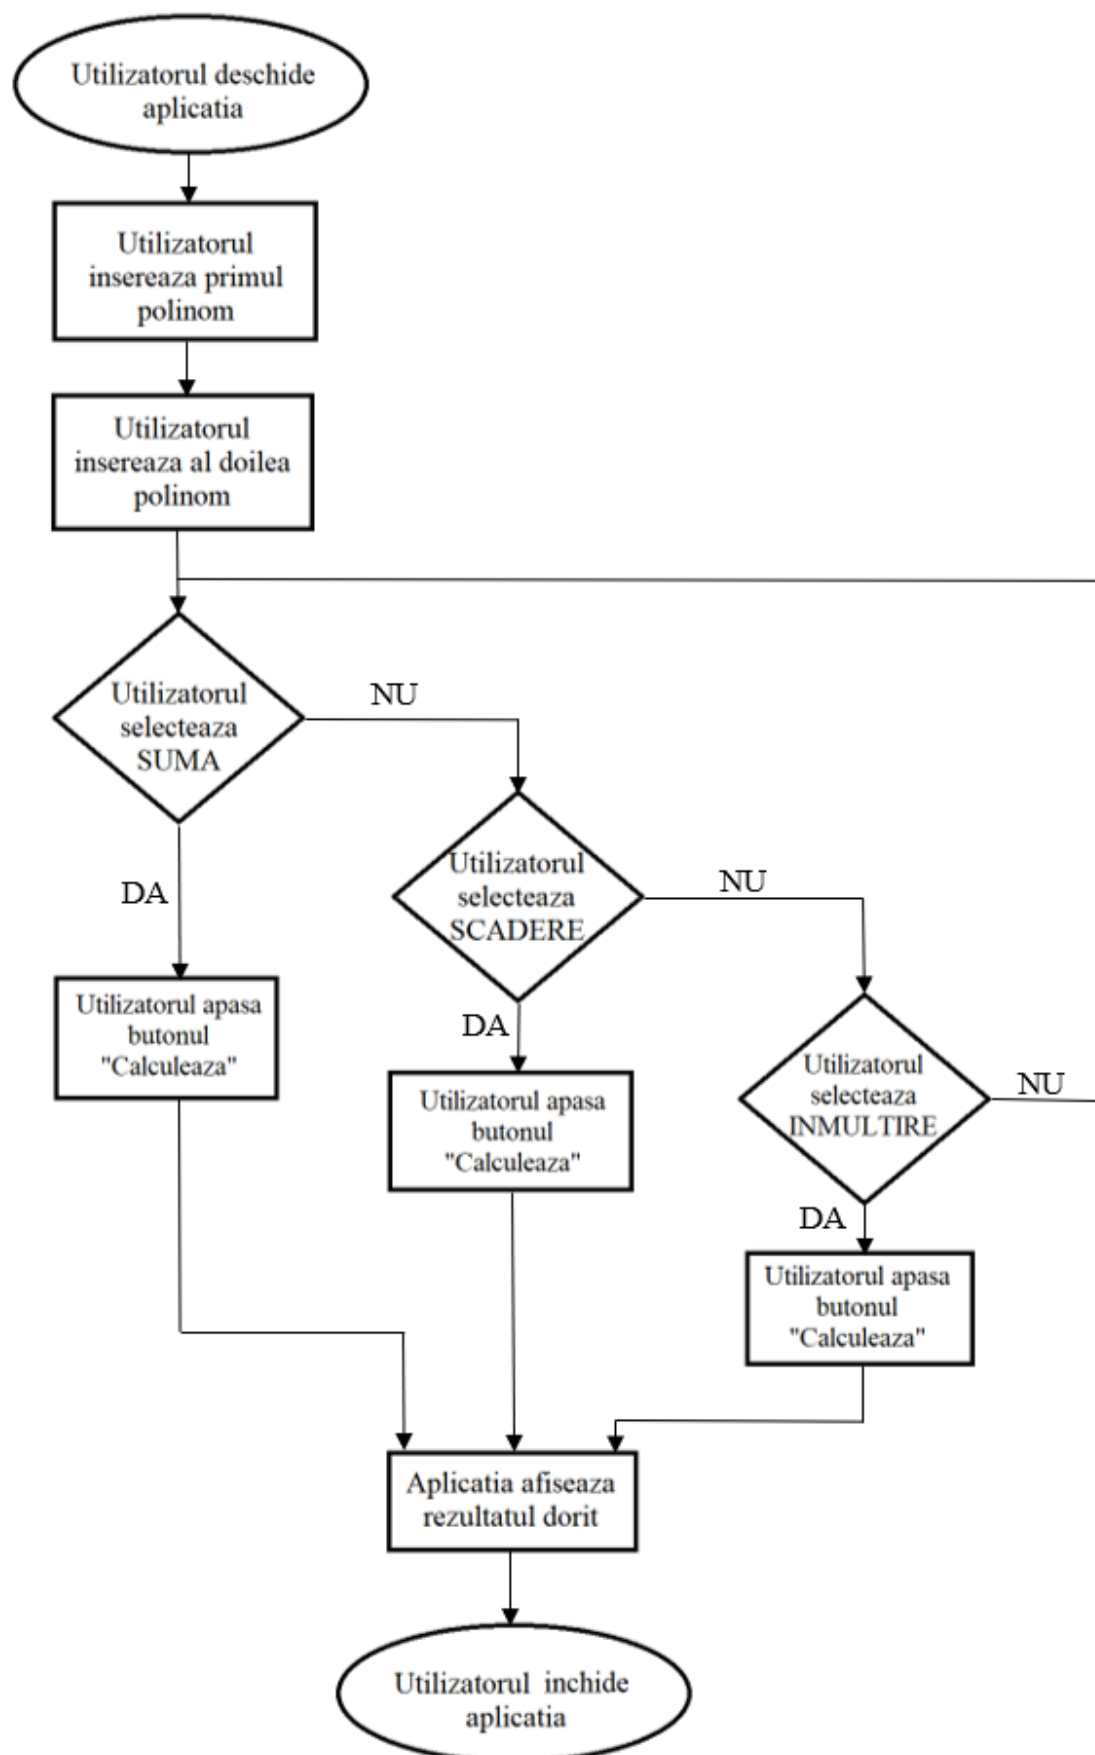 Utilizatorul deschide
aplicatia
Utilizatorul
insereaza primul
polinom
Utilizatorul
insereaza al doilea
polinom
Utilizatorul
selecteaza
SUMA
NU
DA
Utilizatorul apasa
butonul
"Calculeaza"
Utilizatorul
selecteaza
SCADERE
NU
DA
Utilizatorul apasa
butonul
"Calculeaza"
Utilizatorul
selecteaza
INMULTIRE
NU
DA
Utilizatorul apasa
butonul
"Calculeaza"
Aplicatia afiseaza
rezultatul dorit
Utilizatorul inchide
aplicatia